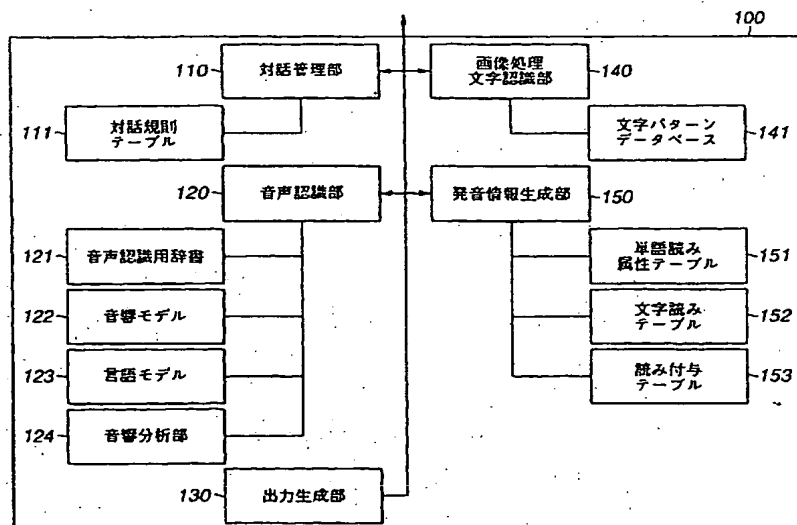 100
110
対話管理部
画像処理
文字認識部
140
111
対話規則
テーブル
文字パターン
データベース
141
120
音声認識部
発音情報生成部
150
121
音声認識用辞書
単語読み
属性テーブル
151
122
音響モデル
文字読み
テーブル
152
123
言語モデル
読み付与
テーブル
153
124
音響分析部
130
出力生成部